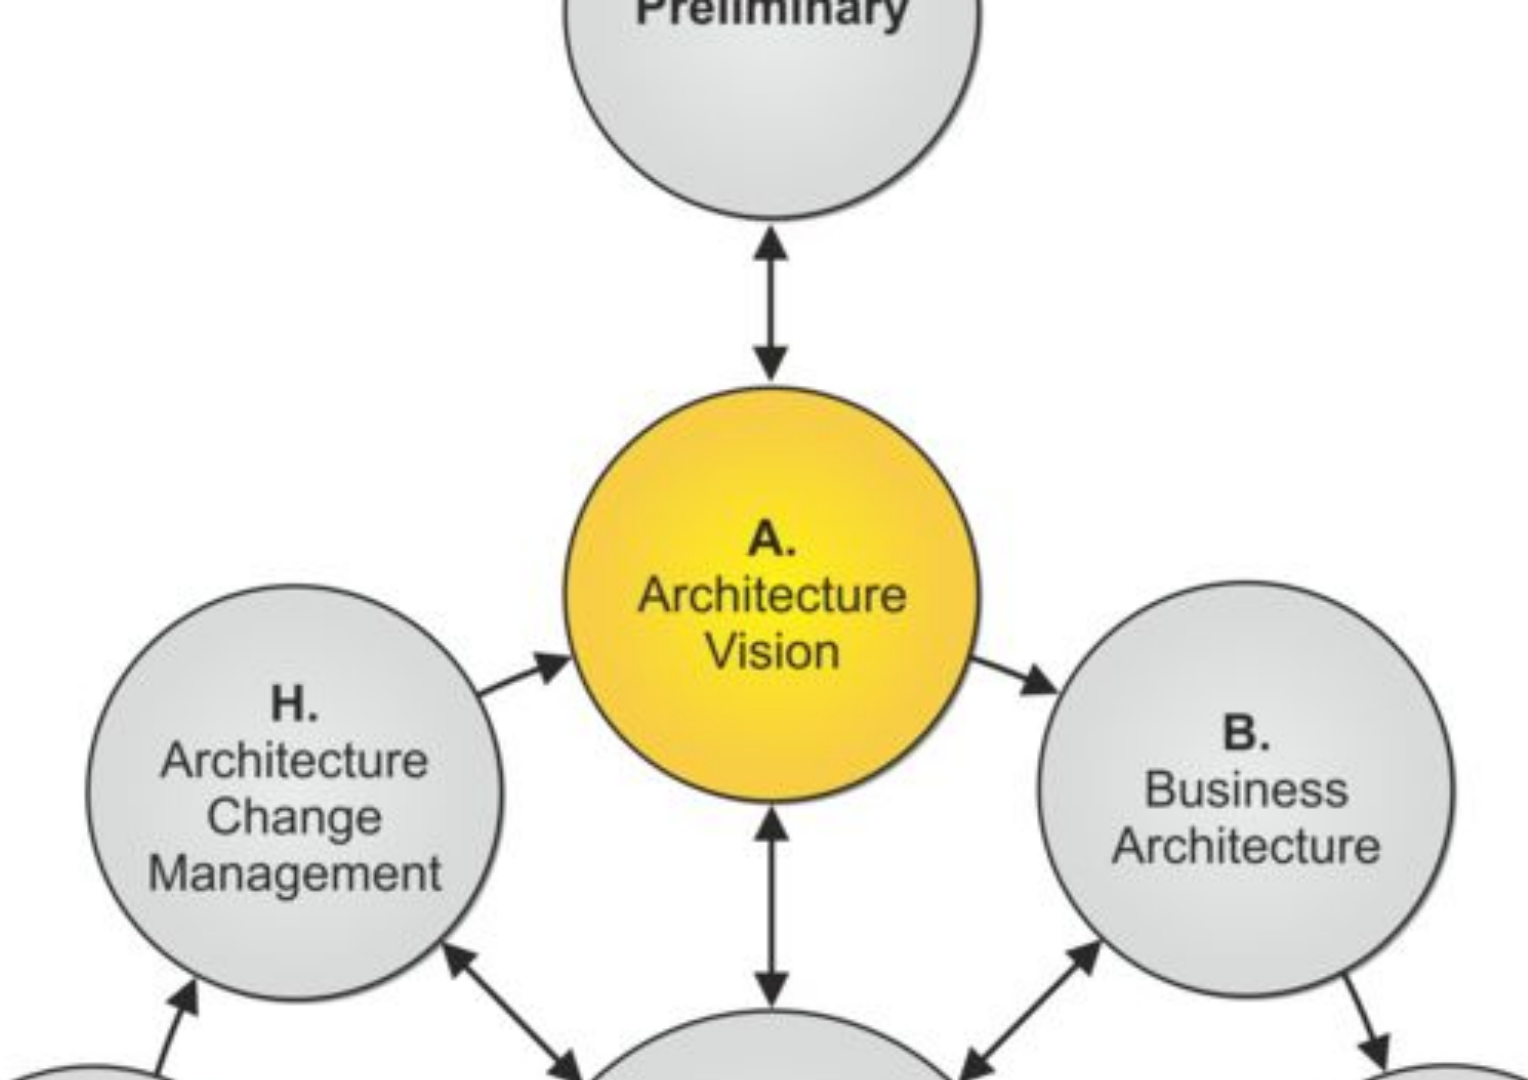 Preliminary
A.
Architecture
Vision
H.
Architecture
Change
Management
B.
Business
Architecture